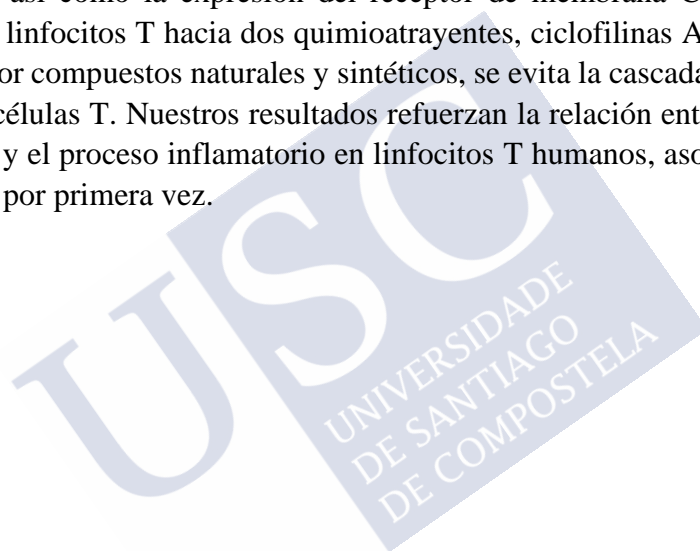 así como la expresión del receptor de membrana
linfocitos T hacia dos quimioatrayentes, ciclofilinas A
or compuestos naturales y sintéticos, se evita la cascada
células T. Nuestros resultados refuerzan la relación ent
y el proceso inflamatorio en linfocitos T humanos, aso
por primera vez.
USC
UNIVERSIDADE
DE SANTIAGO
DE COMPOSTELA